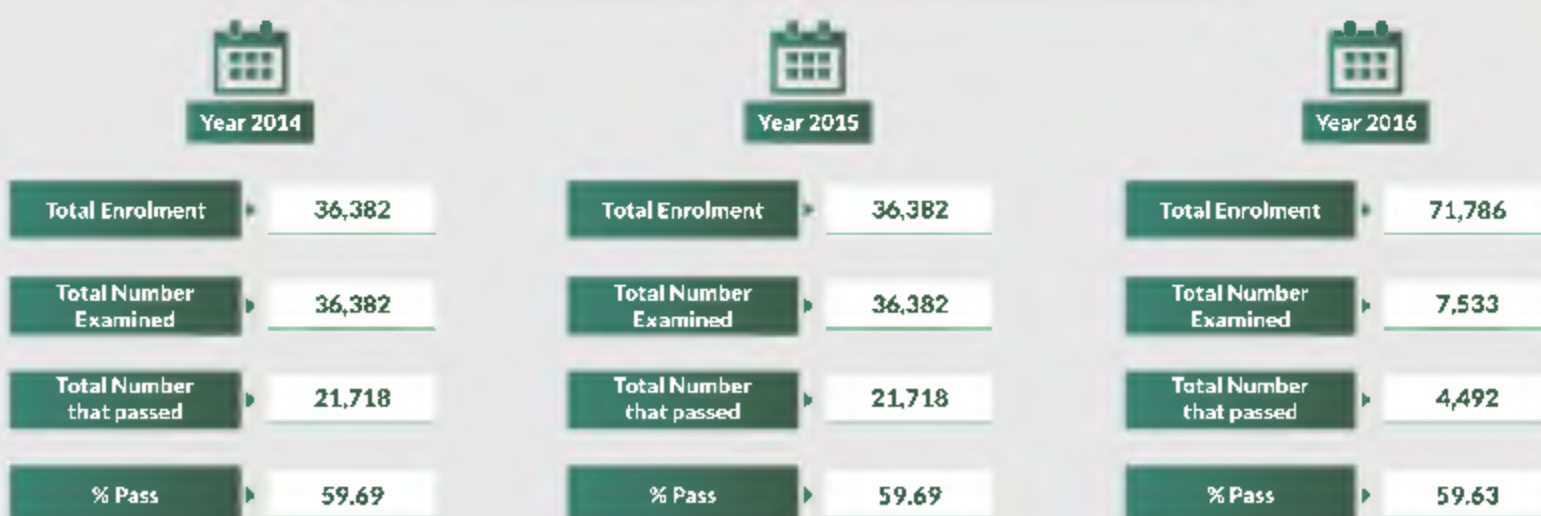 Year 2014
Year 2015
Year 2016
Total Enrolment 36,382
Total Enrolment 36,382
Total Enrolment 71,786
Total Number
Examined
36,382
Total Number
Examined
36,382
Total Number
Examined
7,533
Total Number
that passed
21,718
Total Number
that passed
21,718
Total Number
that passed
4,492
% Pass 59.69
% Pass 59.69
% Pass 59.63